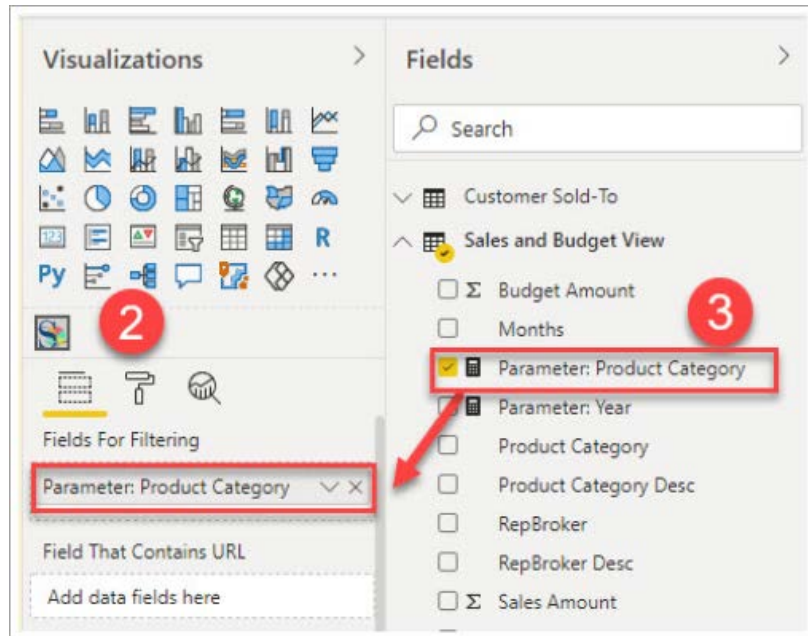 Visualizations
Fields
Search
123
R
Py
2
Customer Sold-To
Sales and Budget View
Σ Budget Amount
Months
3
Parameter: Product Category
Parameter: Year
Product Category
Product Category Desc
RepBroker
RepBroker Desc
Σ Sales Amount
Fields For Filtering
Parameter: Product Category
Field That Contains URL
Add data fields here